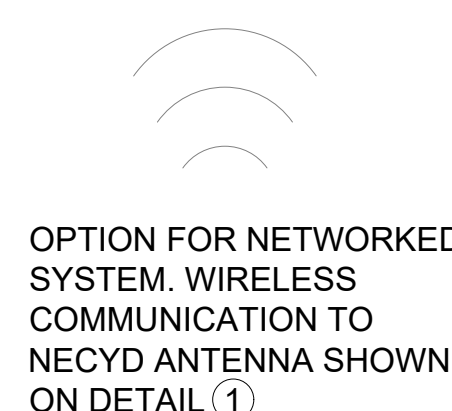 OPTION FOR NETWORKED
SYSTEM. WIRELESS
COMMUNICATION TO
NECYD ANTENNA SHOWN
ON DETAIL 1